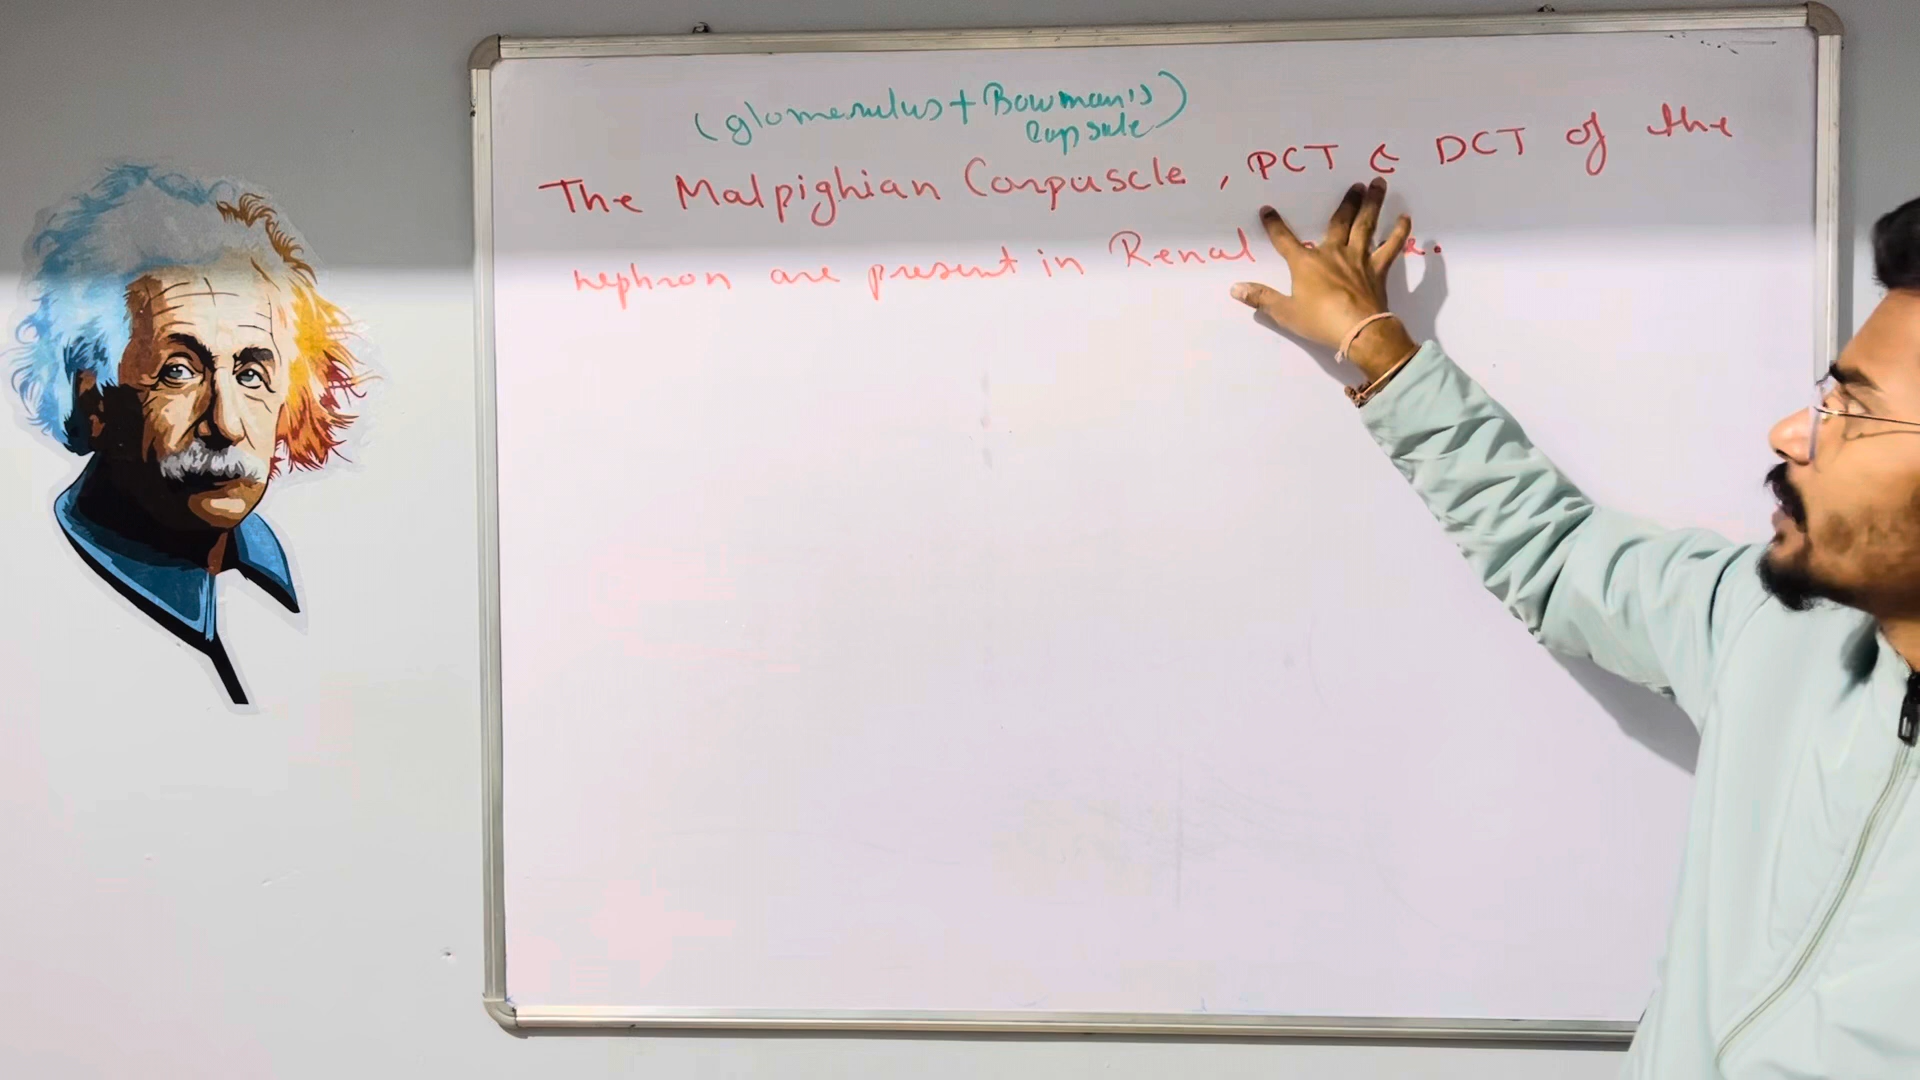 (glomerulus + Bowman's
capsule)
The Malpighian Corpuscle, PCT & DCT of the
nephron are present in Renal